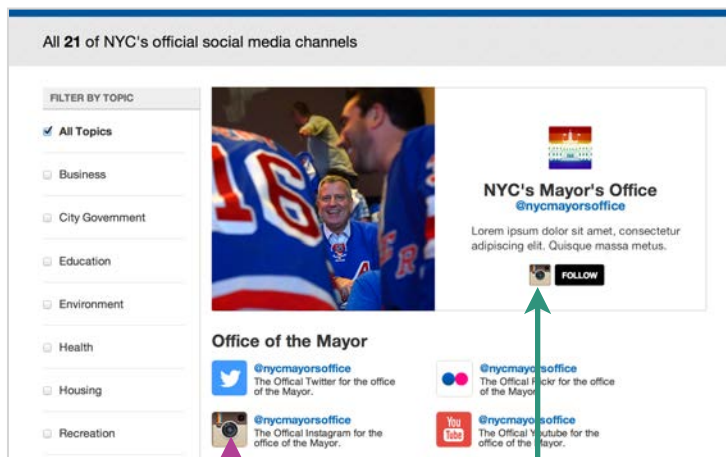 All 21 of NYC's official social media channels
FILTER BY TOPIC
All Topics
Business
City Government
Education
Environment
Health
Housing
Recreation
16
NYC's Mayor's Office
@nycmayorsoffice
Lorem ipsum dolor sit amet, consectetur
adipiscing elit. Quisque massa metus.
FOLLOW
Office of the Mayor
@nycmayorsoffice
The Offical Twitter for the office
of the Mayor.
@nycmayorsoffice
The Offical Flickr for the office
of the Mayor.
@nycmayorsoffice
The Offical Instagram for the
office of the Mayor.
You
Tube
@nycmayorsoffice
The Offical Youtube for the
office of the Mayor.